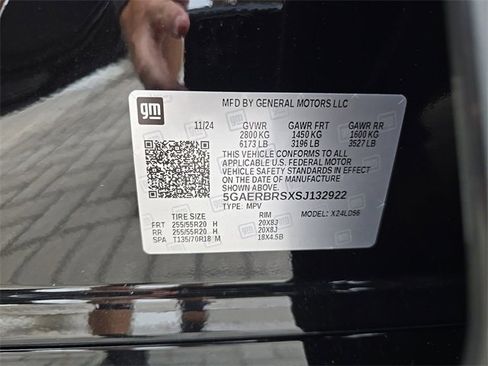 gm
MFD BY GENERAL MOTORS LLC
11/24 GVWR GAWR FRT GAWR RR
2800 KG 1450 KG 1600 KG
6173 LB 3196 LB 3527 LB
THIS VEHICLE CONFORMS TO ALL
APPLICABLE U.S. FEDERAL MOTOR
VEHICLE SAFETY STANDARDS IN EFFECT
ON THE DATE OF MANUFACTURE
SHOWN ABOVE.
5GAERBRSXSJ132922
TYPE: MPV MODEL: X24LDS6
TIRE SIZE RIM
FRT 255/55R20 H 20X8J
RR 255/55R20 H 20X8J
SPA T135/70R18 M 18X4.5B